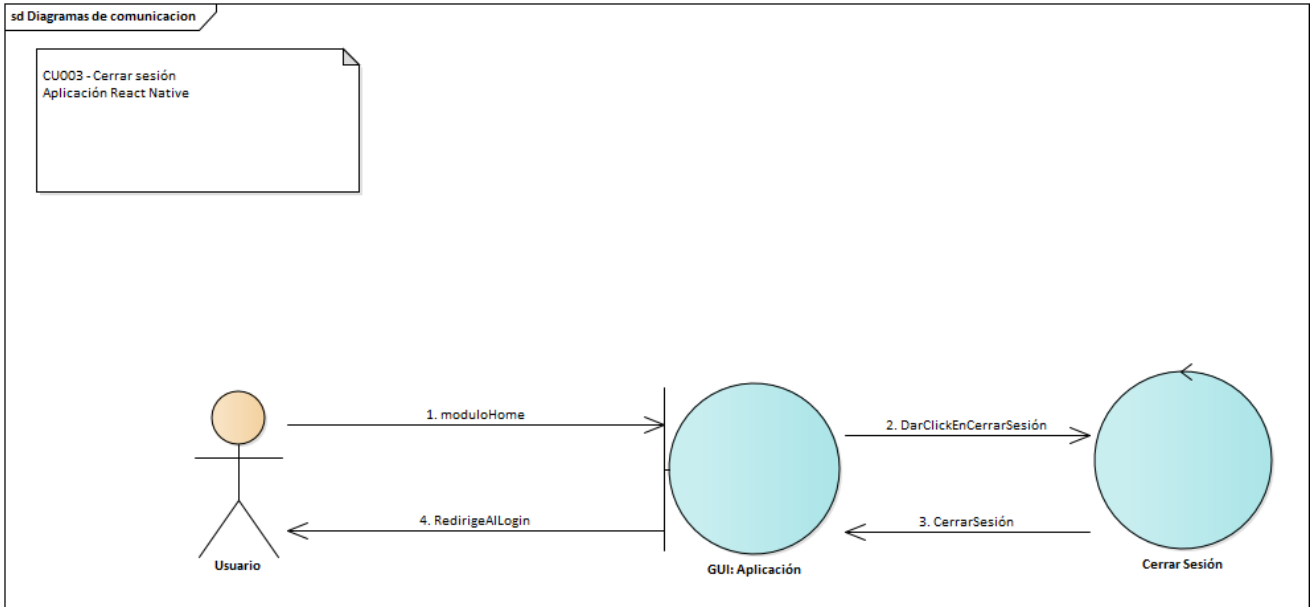 sd Diagramas de comunicacion
CU003 - Cerrar sesión
Aplicación React Native
1. moduloHome
2. DarClickEnCerrarSesión
4. RedirigeAlLogin
3. CerrarSesión
Usuario
GUI: Aplicación
Cerrar Sesión